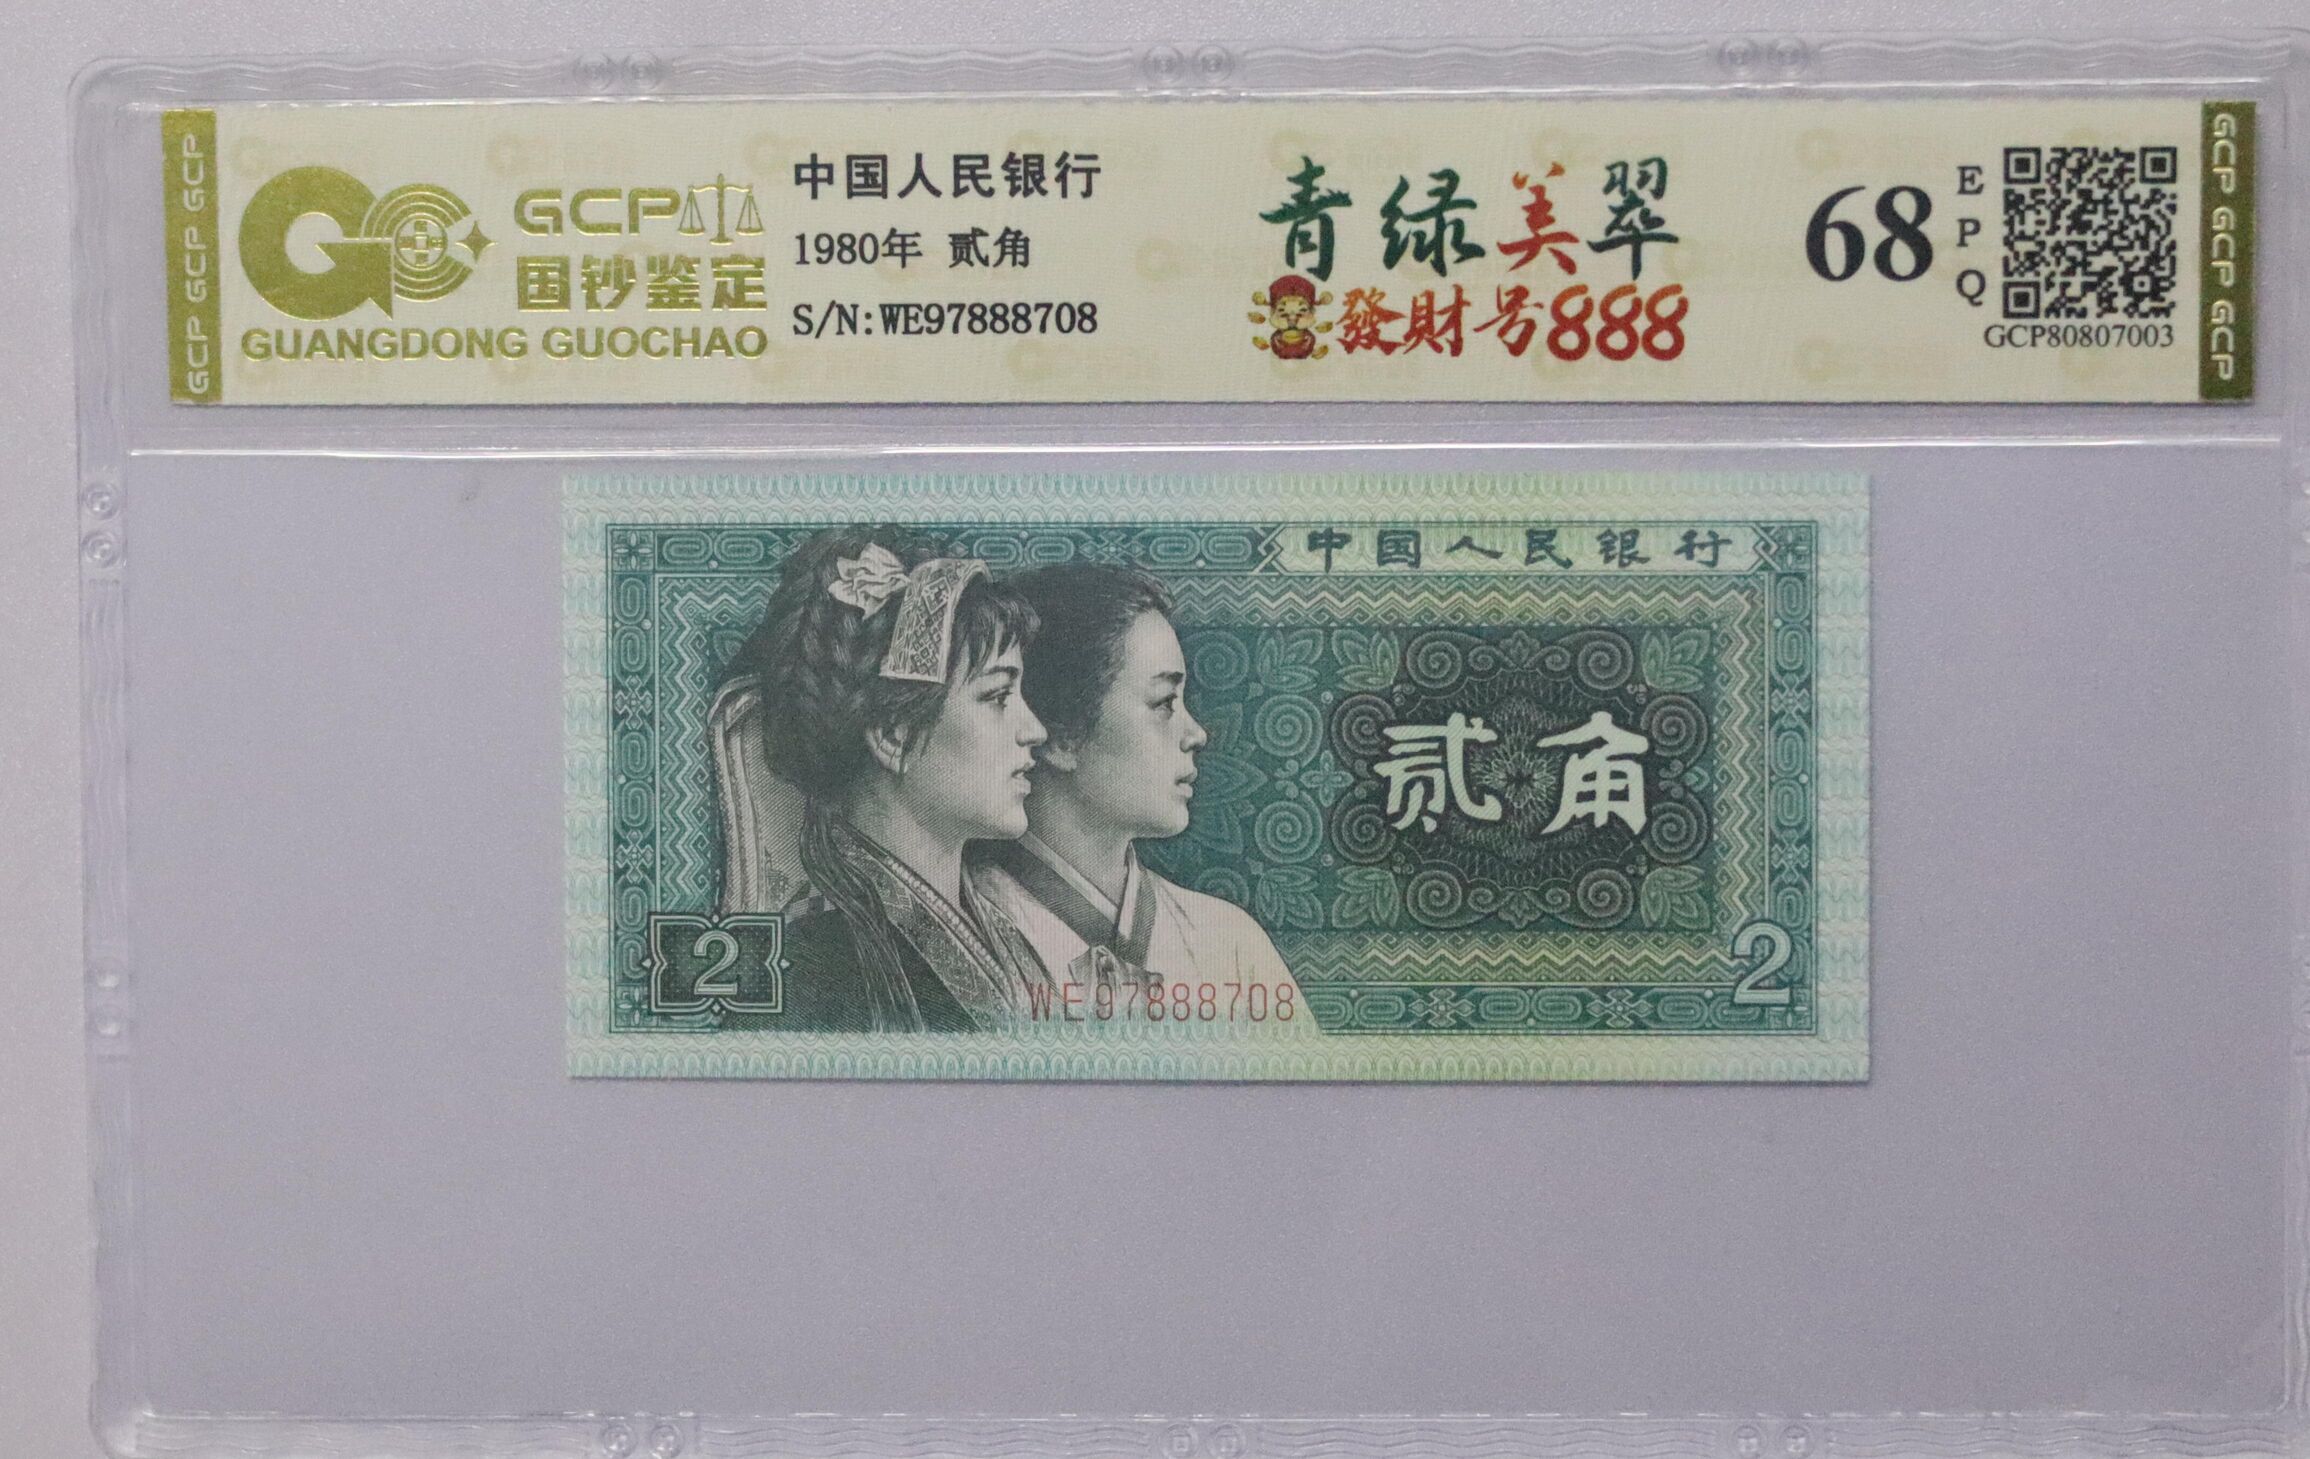 GCP GCP GCP
GCP
国钞鉴定
GUANGDONG GUOCHAO
中国人民银行
1980年 贰角
S/N:WE97888708
青绿美翠
發財号888
68
EPQ
GCP80807003
GCP GCP GCP
中国人民银行
贰角
2
2
WE97888708